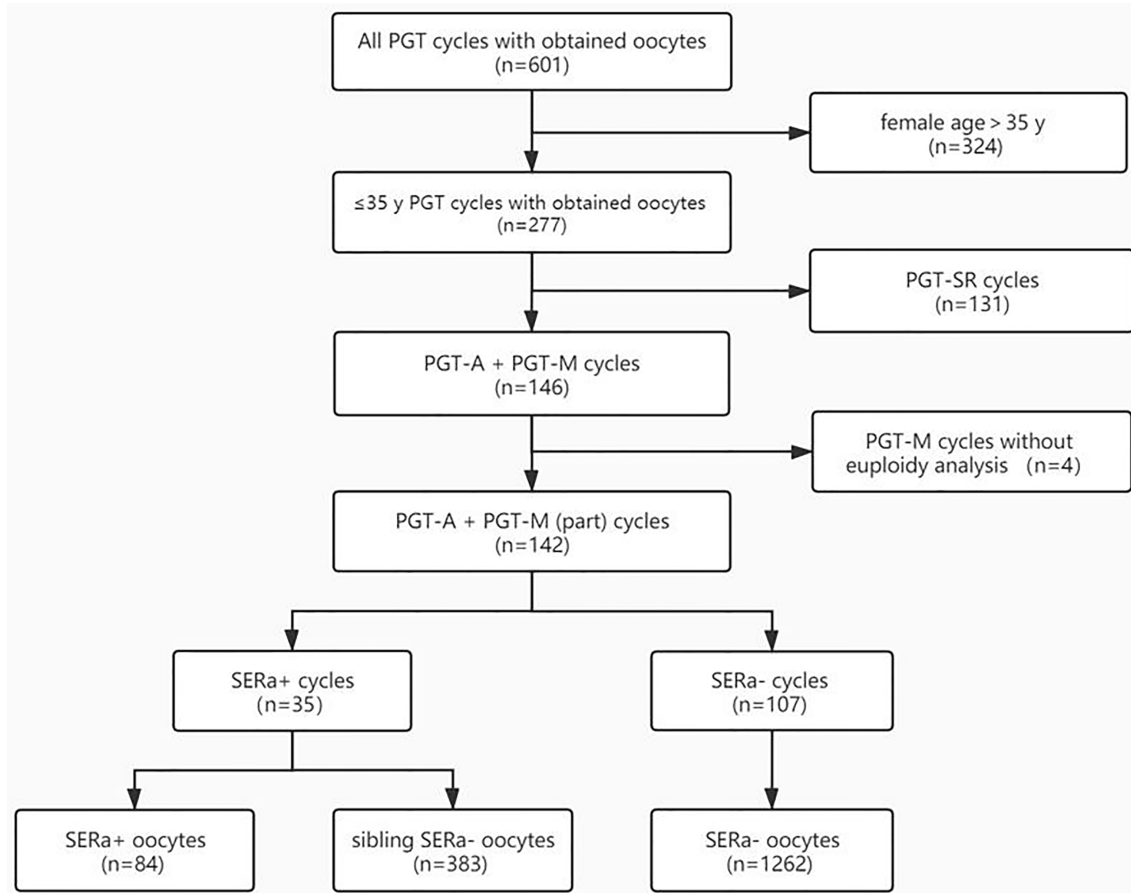 All PGT cycles with obtained oocytes
(n=601)
female age > 35 y
(n=324)
≤35 y PGT cycles with obtained oocytes
(n=277)
PGT-SR cycles
(n=131)
PGT-A + PGT-M cycles
(n=146)
PGT-M cycles without
euploidy analysis (n=4)
PGT-A + PGT-M (part) cycles
(n=142)
SERa+ cycles
(n=35)
SERa- cycles
(n=107)
SERa+ oocytes
(n=84)
sibling SERa- oocytes
(n=383)
SERa- oocytes
(n=1262)